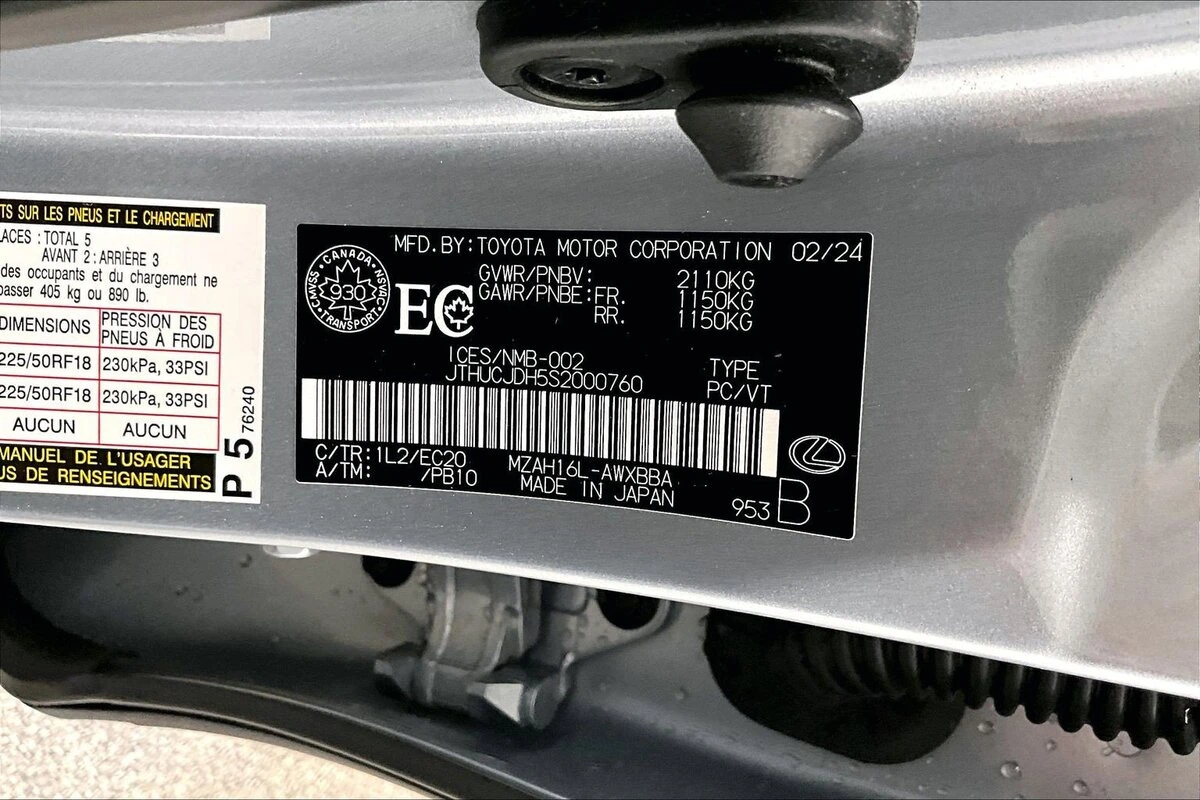 TS SUR LES PNEUS ET LE CHARGEMENT
LACES : TOTAL 5
AVANT 2 : ARRIÈRE 3
des occupants et du chargement ne
passer 405 kg ou 890 lb.
DIMENSIONS PRESSION DES PNEUS À FROID
225/50RF18 230kPa, 33PSI
225/50RF18 230kPa, 33PSI
AUCUN AUCUN
MANUEL DE L'USAGER
US DE RENSEIGNEMENTS
P 5 76240
MFD.BY:TOYOTA MOTOR CORPORATION 02/24
CANADA
CMVSS NSVAC
930
TRANSPORT
EC
GVWR/PNBV: 2110KG
GAWR/PNBE:FR. 1150KG
RR. 1150KG
ICES/NMB-002 TYPE
JTHUCJDH5S2000760 PC/VT
C/TR:1L2/EC20 MZAH16L-AWXBBA
A/TM: /PB10 MADE IN JAPAN
953 B